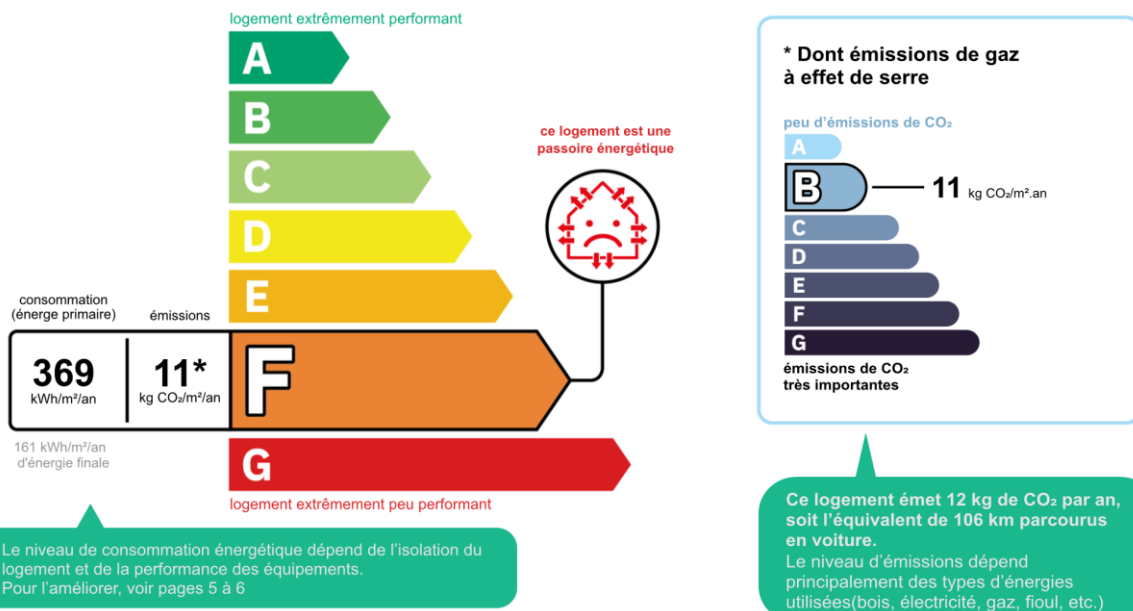 logement extrêmement performant
A
B
C
D
E
consommation
(énerge primaire)
émissions
369
kWh/m²/an
11*
kg CO₂/m²/an
F
161 kWh/m²/an
d'énergie finale
G
logement extrêmement peu performant
ce logement est une
passoire énergétique
Le niveau de consommation énergétique dépend de l'isolation du
logement et de la performance des équipements.
Pour l'améliorer, voir pages 5 à 6
* Dont émissions de gaz
à effet de serre
peu d'émissions de CO₂
A
B
11 kg CO₂/m².an
C
D
E
F
G
émissions de CO₂
très importantes
Ce logement émet 12 kg de CO₂ par an,
soit l'équivalent de 106 km parcourus
en voiture.
Le niveau d'émissions dépend
principalement des types d'énergies
utilisées(bois, électricité, gaz, fioul, etc.)